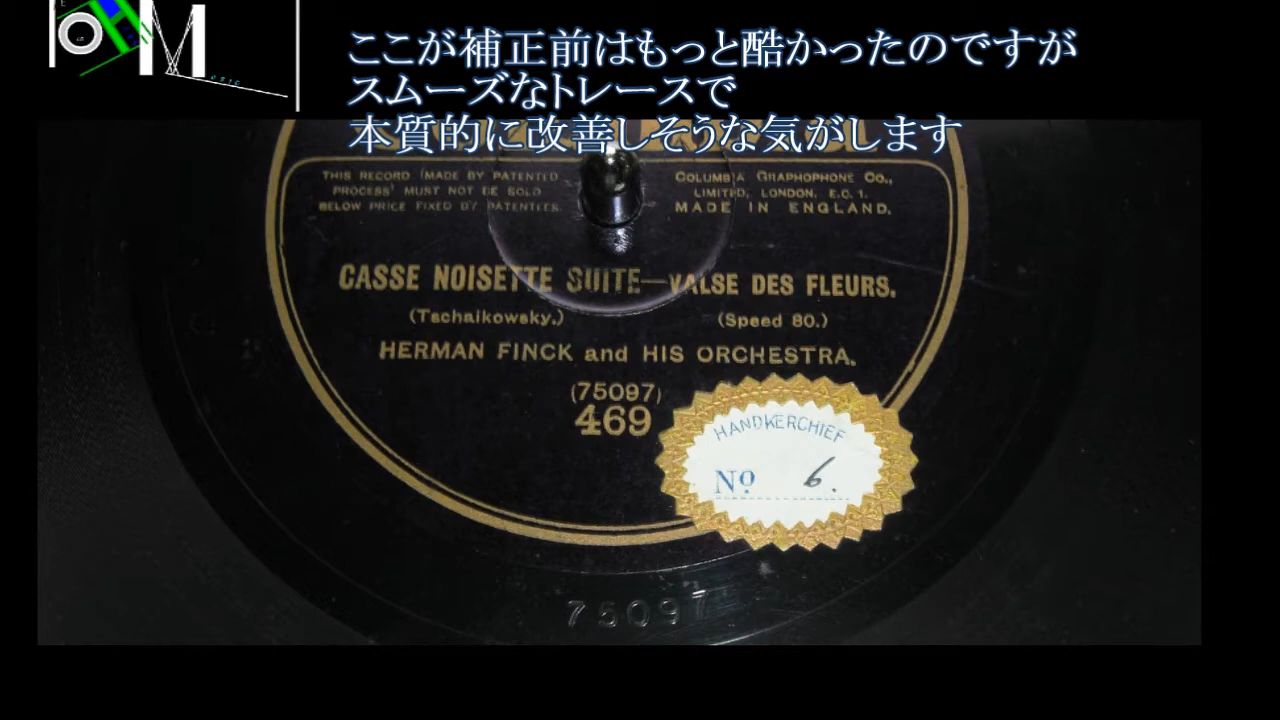 ここが補正前はもっと酷かったのですが
スムーズなトレースで
本質的に改善しそうな気がします
THIS RECORD (MADE BY PATENTED
PROCESS) MUST NOT BE SOLD
BELOW PRICE FIXED BY PATENTEES.
COLUMBIA GRAPHOPHONE CO.,
LIMITED, LONDON, E.C.1.
MADE IN ENGLAND.
CASSE NOISETTE SUITE—VALSE DES FLEURS.
(Tschaikowsky.) (Speed 80.)
HERMAN FINCK and HIS ORCHESTRA.
(75097)
469
HANDKERCHIEF
Nº 6.
75097